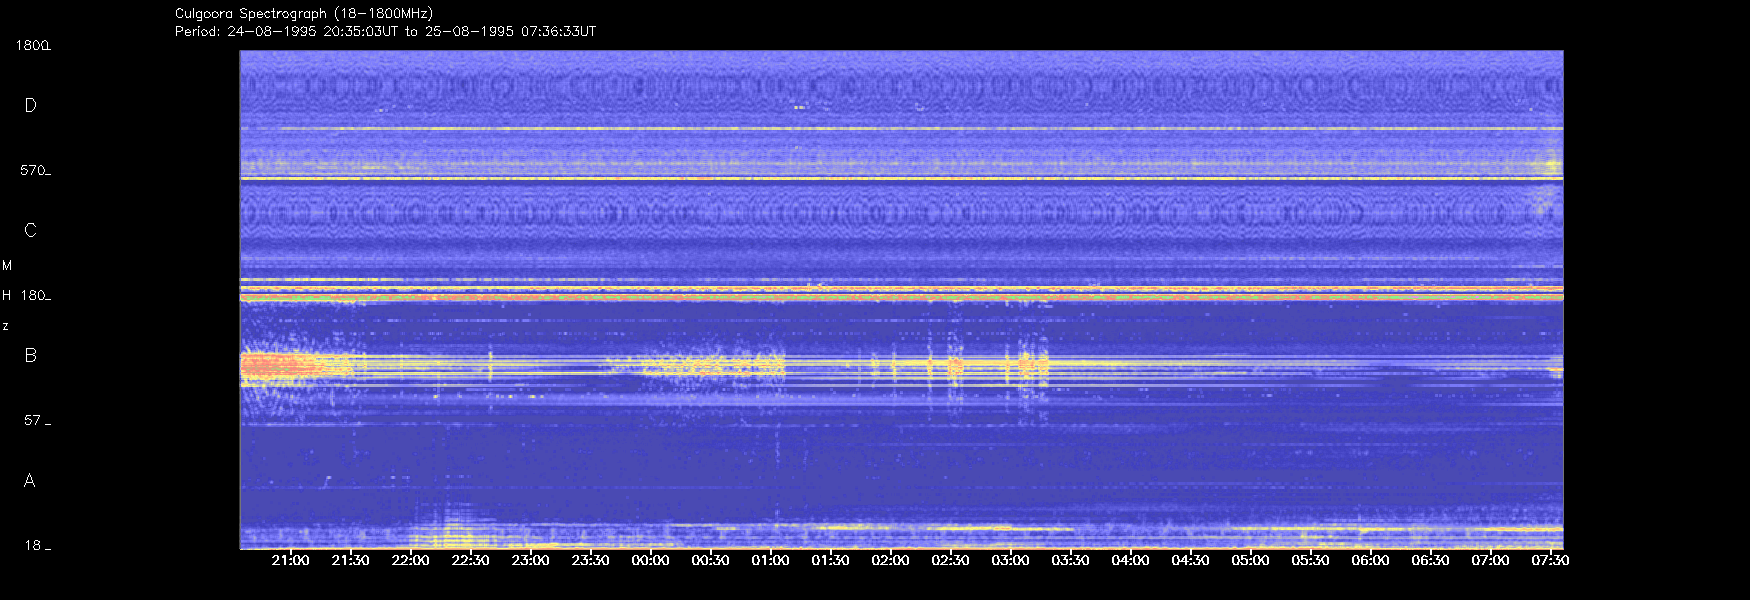 Culgoora Spectrograph (18-1800MHz)
Period: 24-08-1995 20:35:03UT to 25-08-1995 07:36:33UT
1800
D
570
C
M
H 180
z
B
57
A
18
21:00 21:30 22:00 22:30 23:00 23:30 00:00 00:30 01:00 01:30 02:00 02:30 03:00 03:30 04:00 04:30 05:00 05:30 06:00 06:30 07:00 07:30